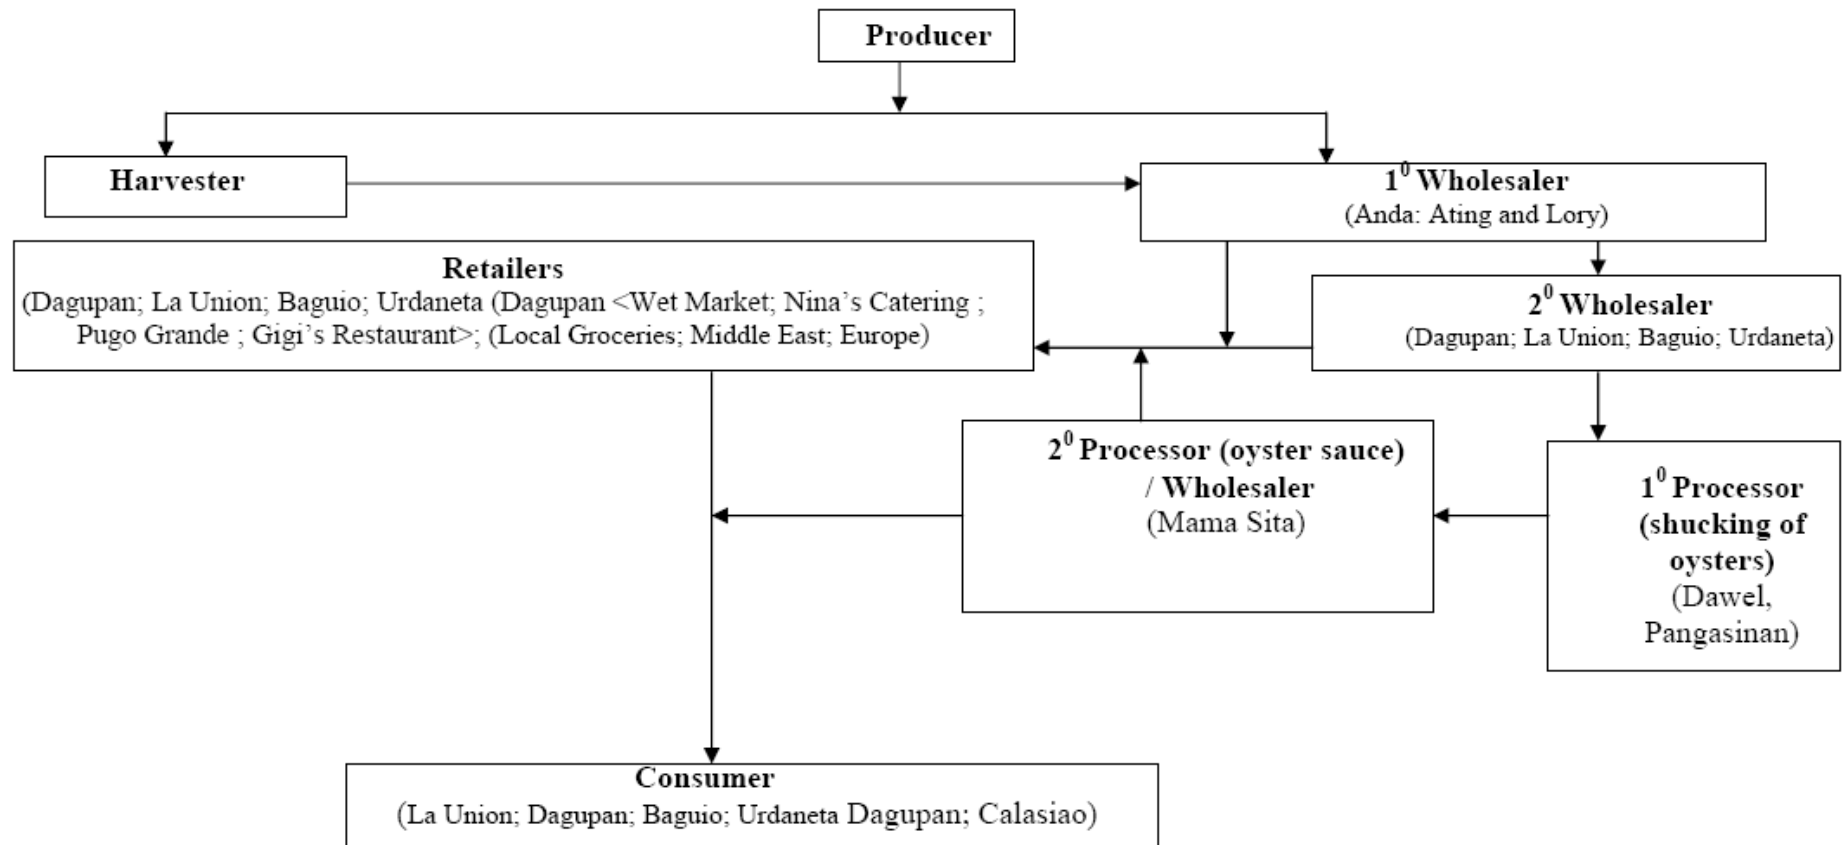 Producer
Harvester
1⁰ Wholesaler
(Anda: Ating and Lory)
Retailers
(Dagupan; La Union; Baguio; Urdaneta (Dagupan <Wet Market; Nina’s Catering ;
Pugo Grande ; Gigi’s Restaurant>; (Local Groceries; Middle East; Europe)
2⁰ Wholesaler
(Dagupan; La Union; Baguio; Urdaneta)
2⁰ Processor (oyster sauce)
/ Wholesaler
(Mama Sita)
1⁰ Processor
(shucking of
oysters)
(Dawel,
Pangasinan)
Consumer
(La Union; Dagupan; Baguio; Urdaneta Dagupan; Calasiao)